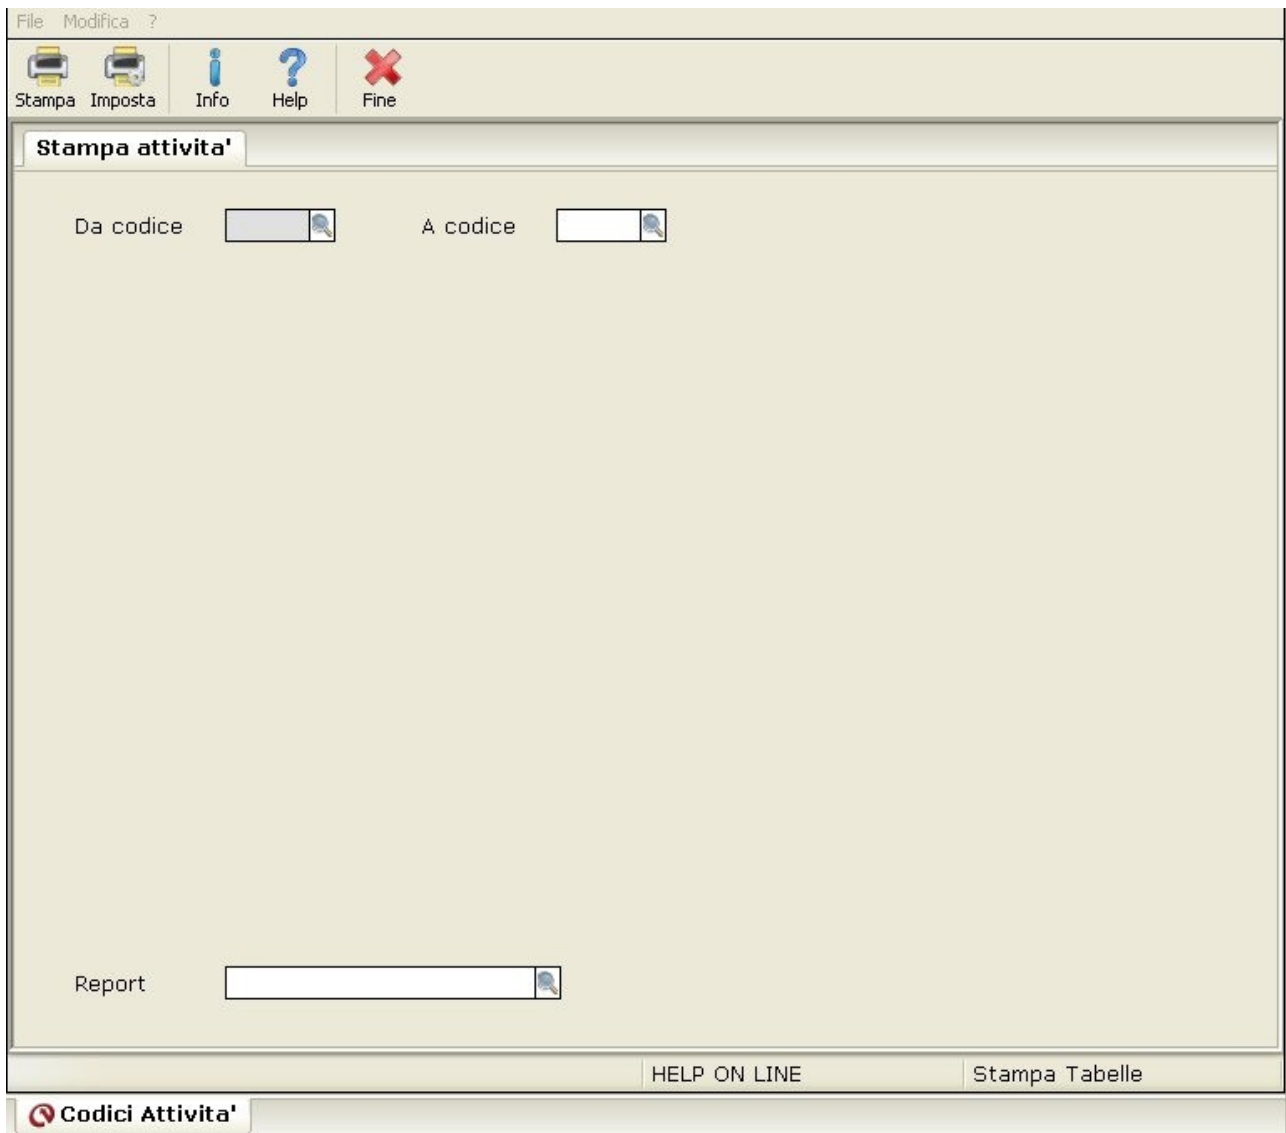 File Modifica ?
Stampa Imposta Info Help Fine
Stampa attivita'
Da codice A codice
Report
HELP ON LINE Stampa Tabelle
Codici Attivita'